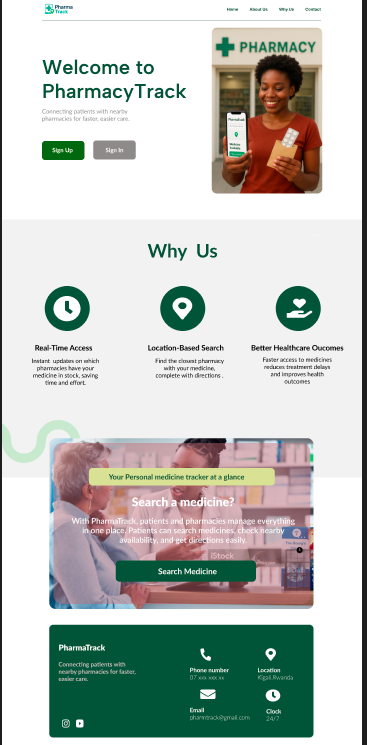 Pharma
Track
Home About Us Why Us Contact
Welcome to
PharmacyTrack
Connecting patients with nearby
pharmacies for faster, easier care.
Sign Up Sign In
PHARMACY
Why Us
Real-Time Access
Instant updates on which
pharmacies have your
medicine in stock, saving
time and effort.
Location-Based Search
Find the closest pharmacy
with your medicine,
complete with directions .
Better Healthcare Oucomes
Faster access to medicines
reduces treatment delays
and improves health
outcomes
Your Personal medicine tracker at a glance
Search a medicine?
With PharmaTrack, patients and pharmacies manage everything
in one place. Patients can search medicines, check nearby
availability, and get directions easily.
iStock
Search Medicine
PharmaTrack
Connecting patients with
nearby pharmacies for faster,
easier care.
Phone number
07 xxx xxx xx
Location
Kigali,Rwanda
Email
pharmtrack@gmail.com
Clock
24/7